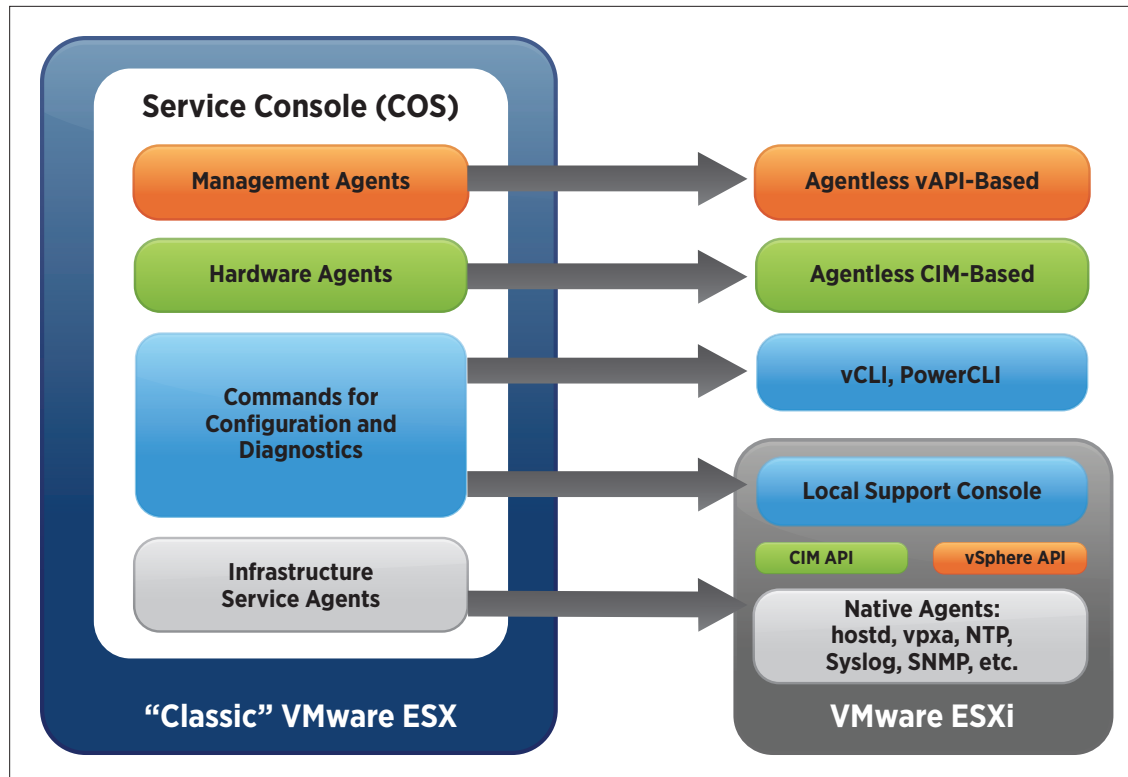 Service Console (COS)
Management Agents
Agentless vAPI-Based
Hardware Agents
Agentless CIM-Based
Commands for
Configuration and
Diagnostics
vCLI, PowerCLI
Local Support Console
CIM API
vSphere API
Infrastructure
Service Agents
Native Agents:
hostd, vpxa, NTP,
Syslog, SNMP, etc.
“Classic” VMware ESX
VMware ESXi